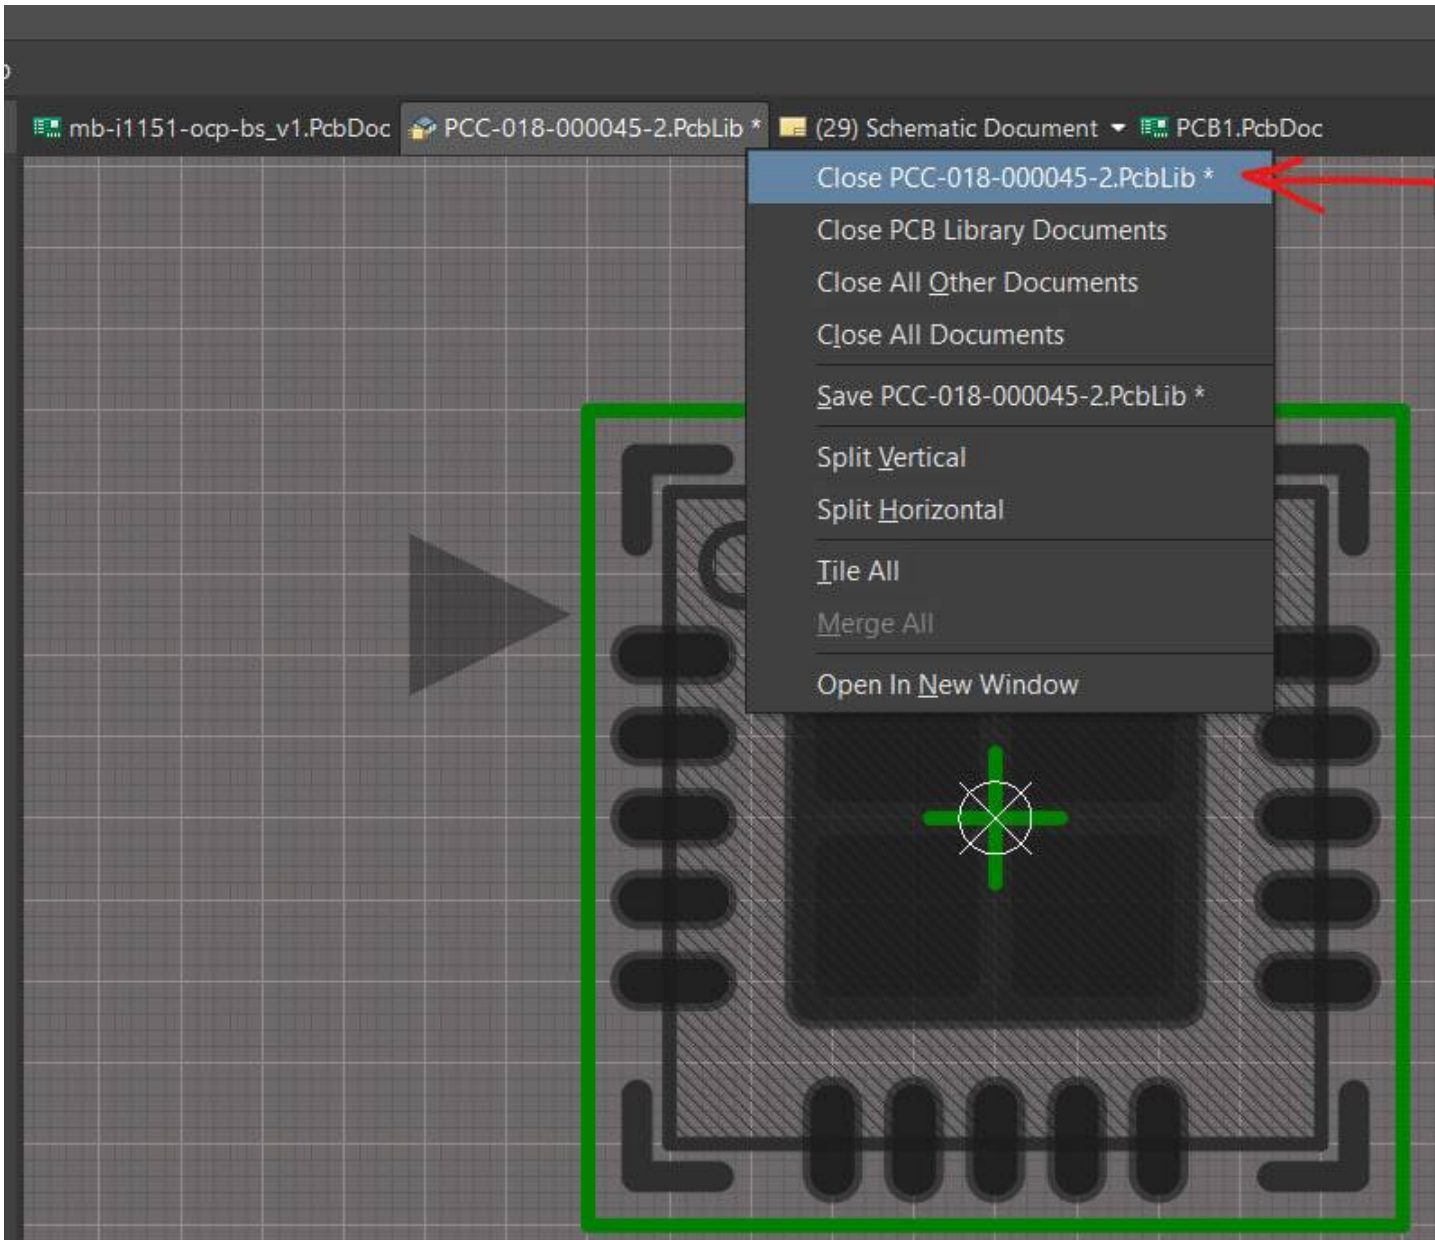 mb-i1151-ocp-bs_v1.PcbDoc PCC-018-000045-2.PcbLib * (29) Schematic Document PCB1.PcbDoc
Close PCC-018-000045-2.PcbLib *
Close PCB Library Documents
Close All Other Documents
Close All Documents
Save PCC-018-000045-2.PcbLib *
Split Vertical
Split Horizontal
Tile All
Merge All
Open In New Window